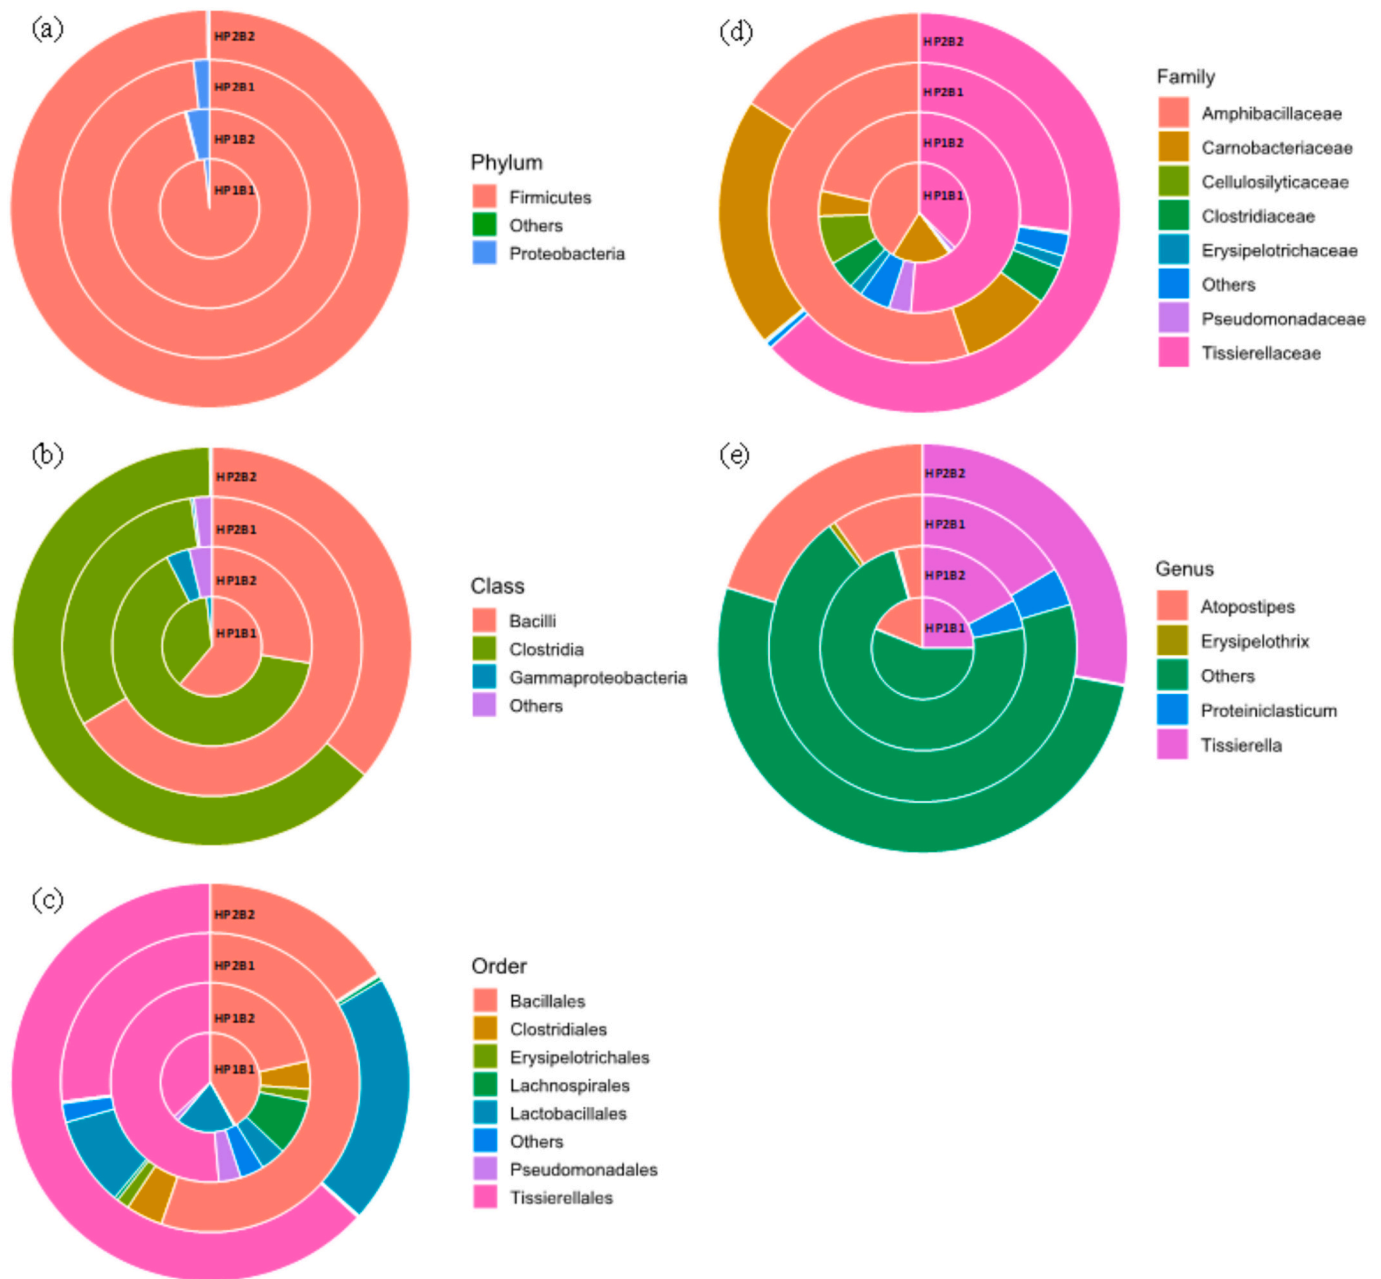 (a)
HP2B2
HP2B1
HP1B2
HP1B1
Phylum
Firmicutes
Others
Proteobacteria
(d)
HP2B2
HP2B1
HP1B2
HP1B1
Family
Amphibacillaceae
Carnobacteriaceae
Cellulosilyticaceae
Clostridiaceae
Erysipelotrichaceae
Others
Pseudomonadaceae
Tissierellaceae
(b)
HP2B2
HP2B1
HP1B2
HP1B1
Class
Bacilli
Clostridia
Gammaproteobacteria
Others
(e)
HP2B2
HP2B1
HP1B2
HP1B1
Genus
Atopostipes
Erysipelothrix
Others
Proteiniclasticum
Tissierella
(c)
HP2B2
HP2B1
HP1B2
HP1B1
Order
Bacillales
Clostridiales
Erysipelotrichales
Lachnospirales
Lactobacillales
Others
Pseudomonadales
Tissierellales